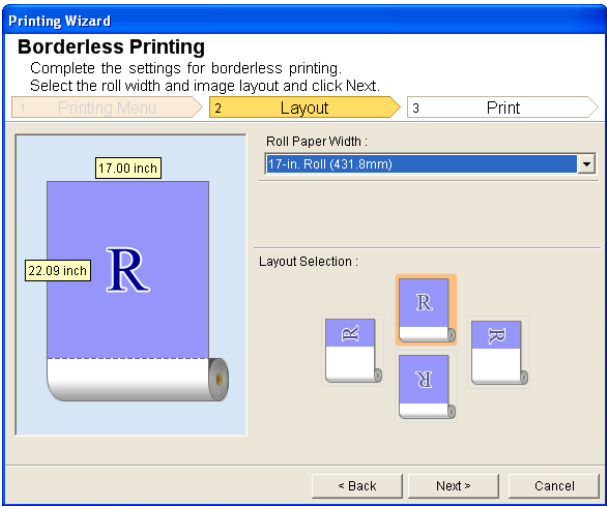 Printing Wizard
Borderless Printing
Complete the settings for borderless printing.
Select the roll width and image layout and click Next.
1 Printing Menu 2 Layout 3 Print
Roll Paper Width :
17-in. Roll (431.8mm)
17.00 inch
22.09 inch
R
Layout Selection :
R
R
R
R
< Back Next > Cancel